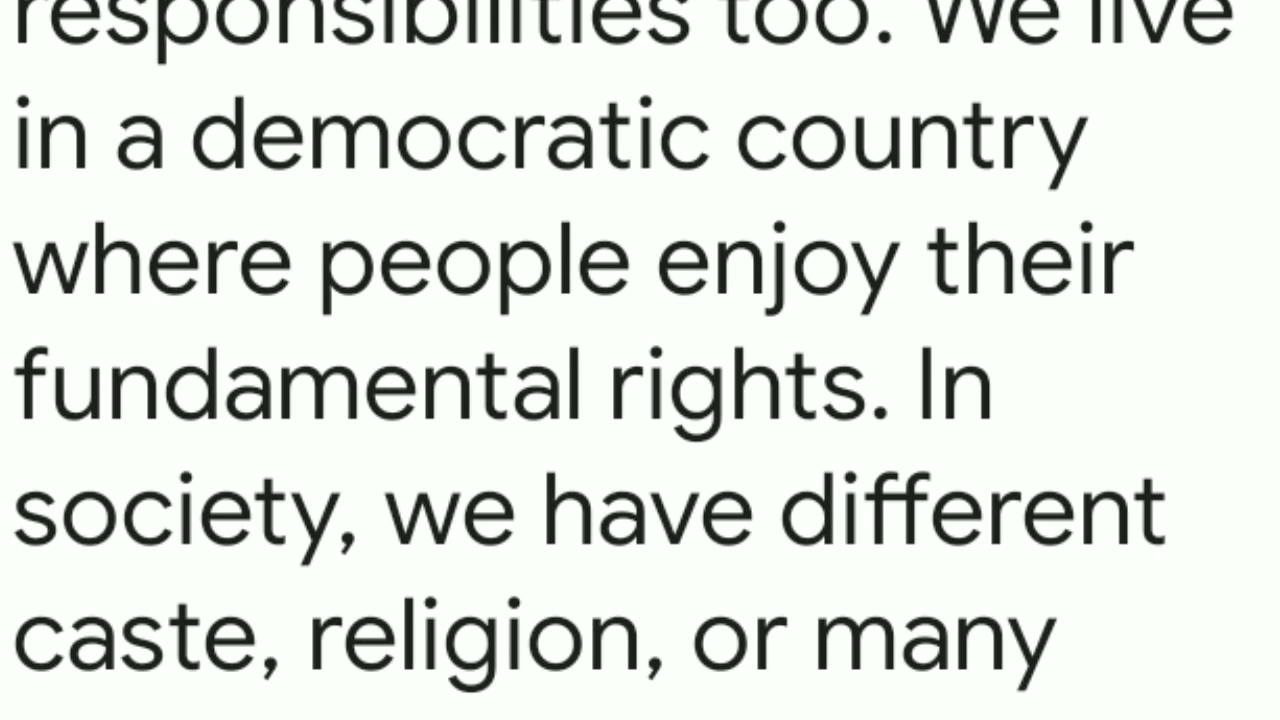 responsibilities too. We live
in a democratic country
where people enjoy their
fundamental rights. In
society, we have different
caste, religion, or many